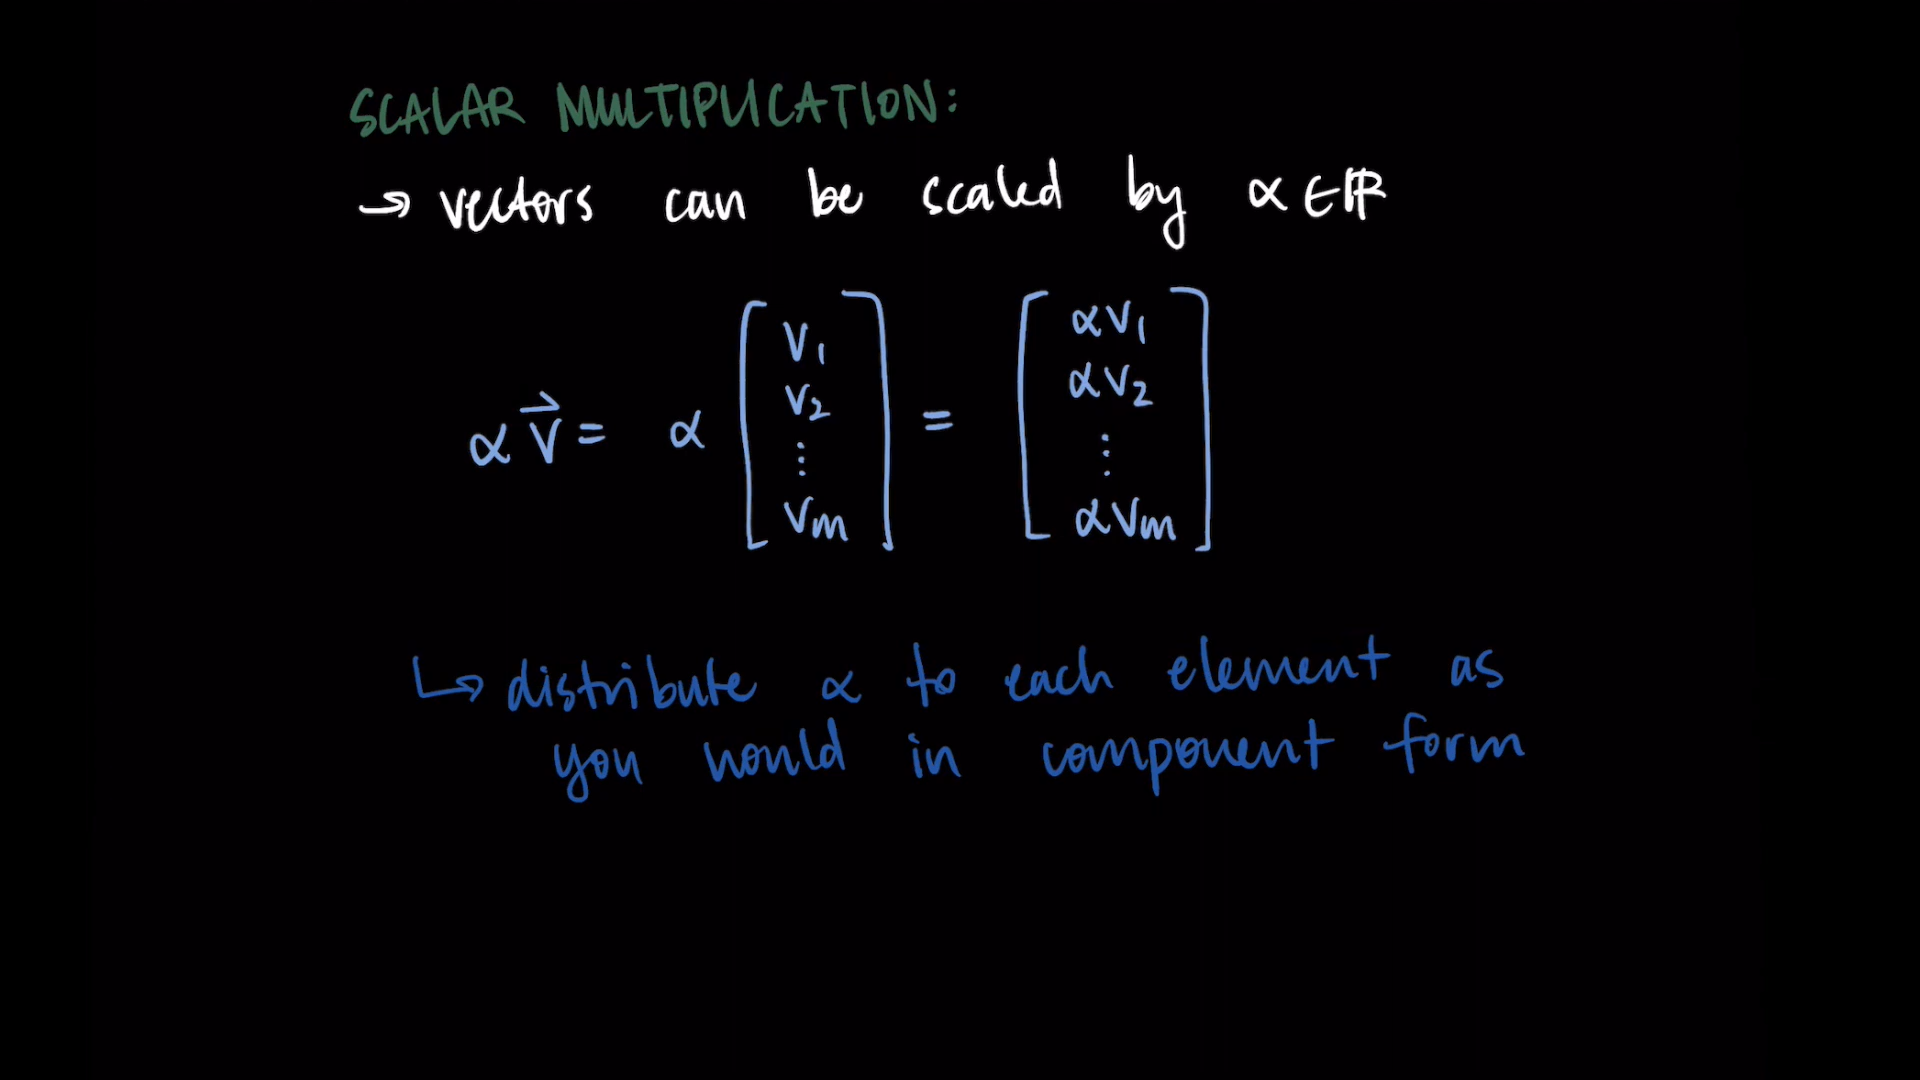 SCALAR MULTIPLICATION:
→ vectors can be scaled by α ∈ ℝ
α v⃗ = α [ v₁ v₂ ⋮ vₘ ] = [ αv₁ αv₂ ⋮ αvₘ ]
↳ distribute α to each element as
you would in component form